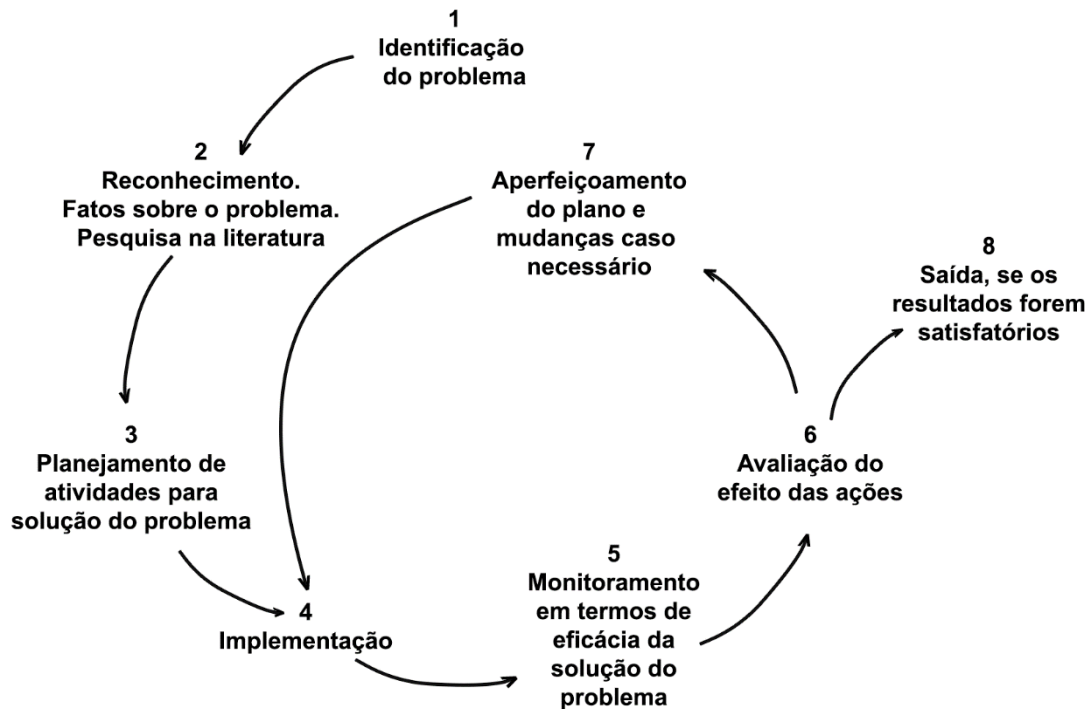 1
Identificação
do problema
2
Reconhecimento.
Fatos sobre o problema.
Pesquisa na literatura
3
Planejamento de
atividades para
solução do problema
4
Implementação
5
Monitoramento
em termos de
eficácia da
solução do
problema
6
Avaliação do
efeito das ações
7
Aperfeiçoamento
do plano e
mudanças caso
necessário
8
Saída, se os
resultados forem
satisfatórios